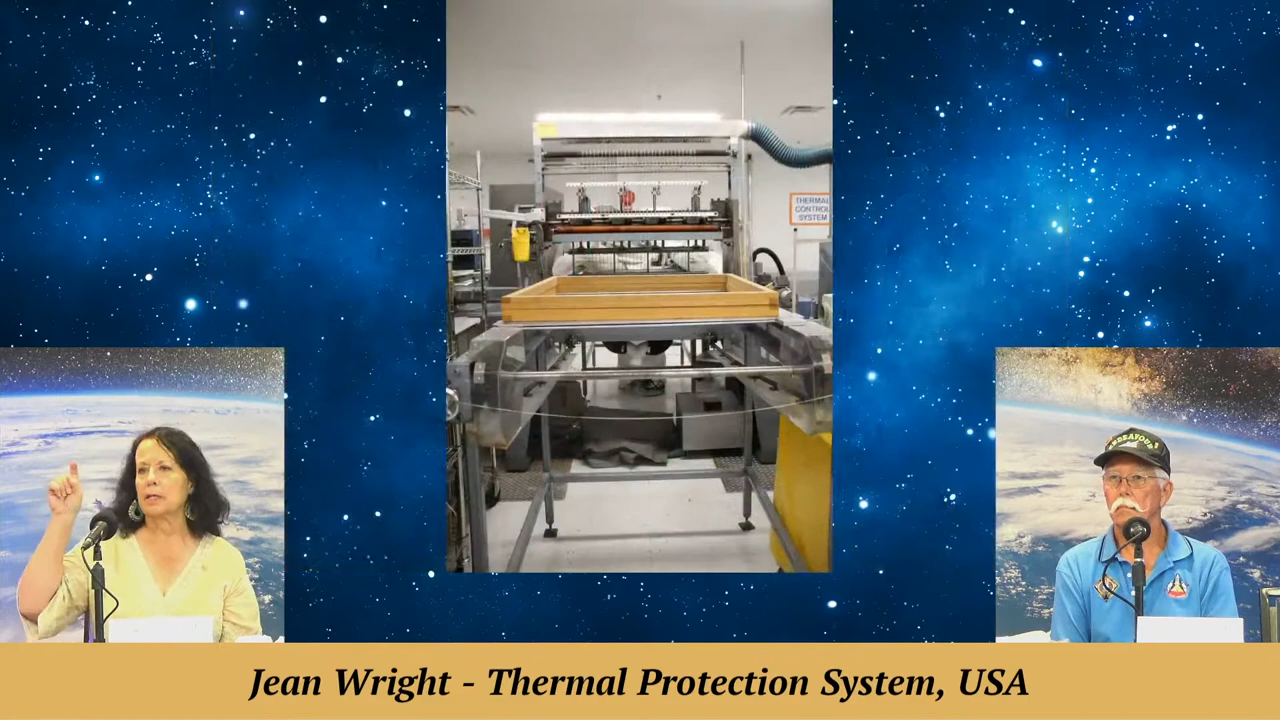 THERMAL
CONTROL
SYSTEM
ENDEAVOUR
Jean Wright - Thermal Protection System, USA